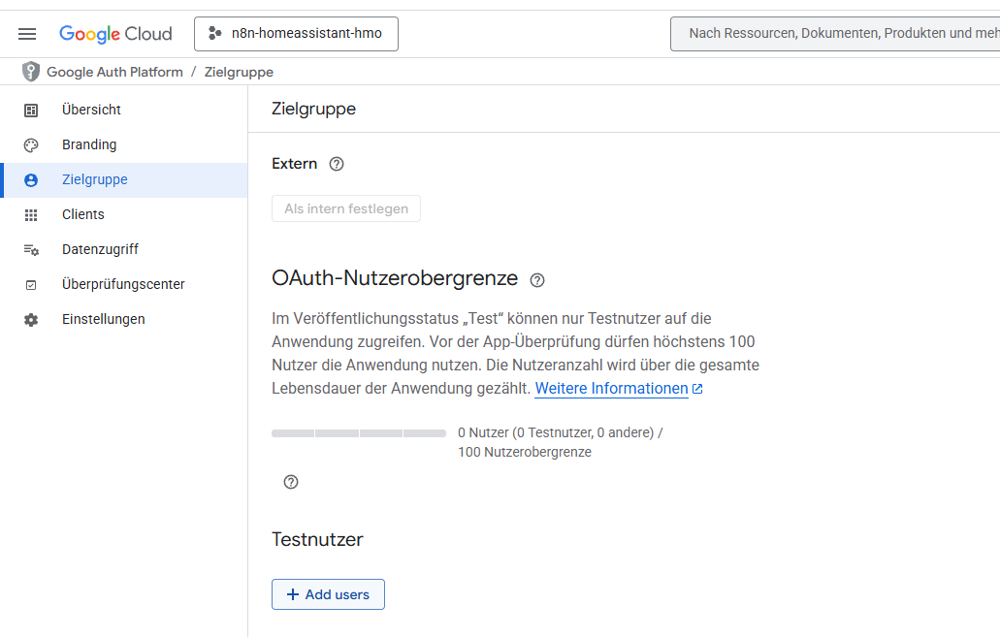 Google Cloud
n8n-homeassistant-hmo
Nach Ressourcen, Dokumenten, Produkten und meh
Google Auth Platform / Zielgruppe
Übersicht
Branding
Zielgruppe
Clients
Datenzugriff
Überprüfungscenter
Einstellungen
Zielgruppe
Extern
Als intern festlegen
OAuth-Nutzerobergrenze
Im Veröffentlichungsstatus „Test“ können nur Testnutzer auf die
Anwendung zugreifen. Vor der App-Überprüfung dürfen höchstens 100
Nutzer die Anwendung nutzen. Die Nutzeranzahl wird über die gesamte
Lebensdauer der Anwendung gezählt. Weitere Informationen
0 Nutzer (0 Testnutzer, 0 andere) /
100 Nutzerobergrenze
Testnutzer
+ Add users